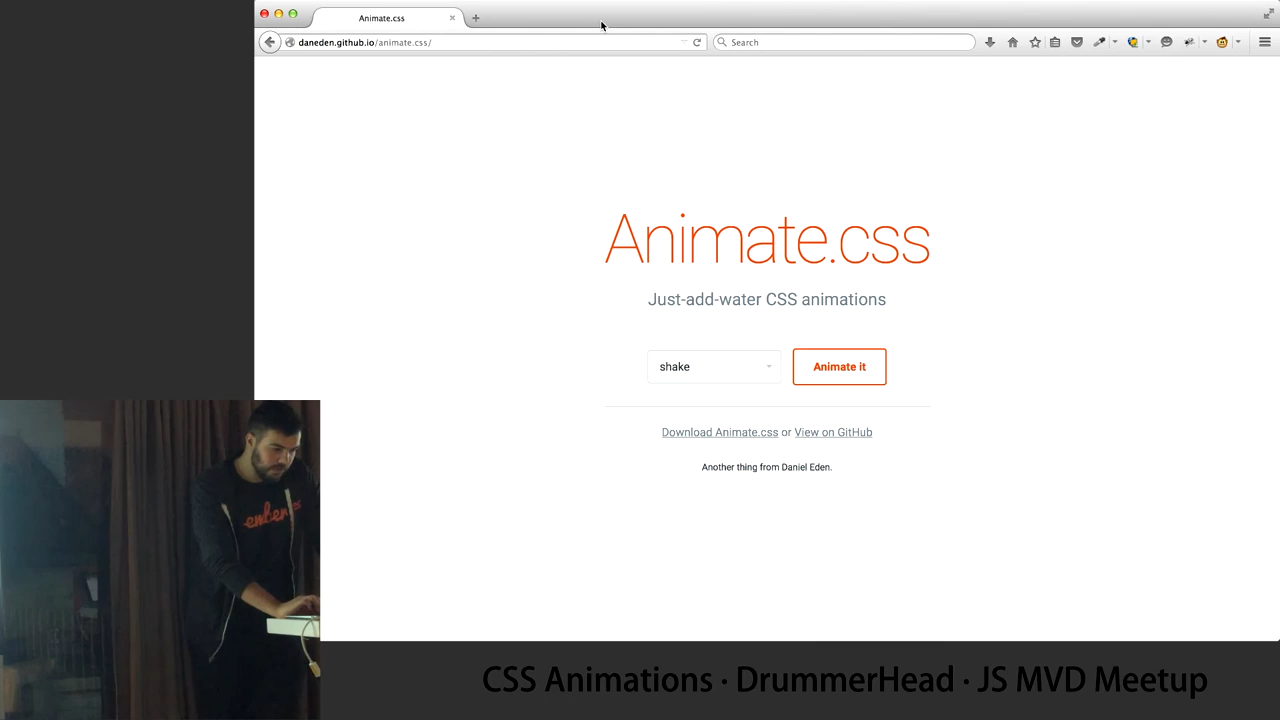 Animate.css
daneden.github.io/animate.css/
Search
Animate.css
Just-add-water CSS animations
shake
Animate it
Download Animate.css or View on GitHub
Another thing from Daniel Eden.
ember
CSS Animations · DrummerHead · JS MVD Meetup